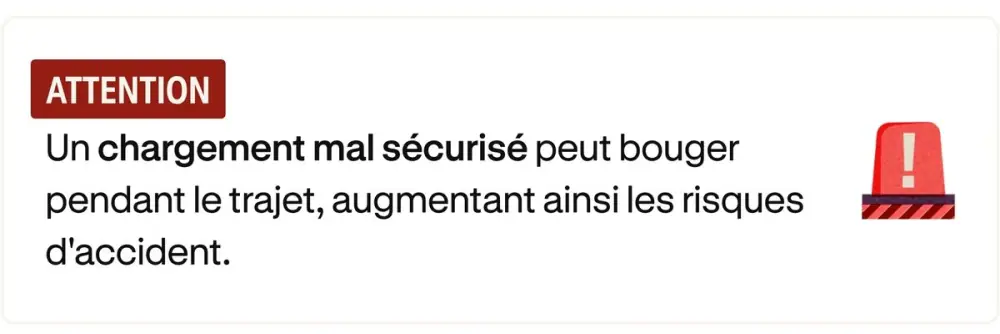 ATTENTION
Un chargement mal sécurisé peut bouger
pendant le trajet, augmentant ainsi les risques
d'accident.